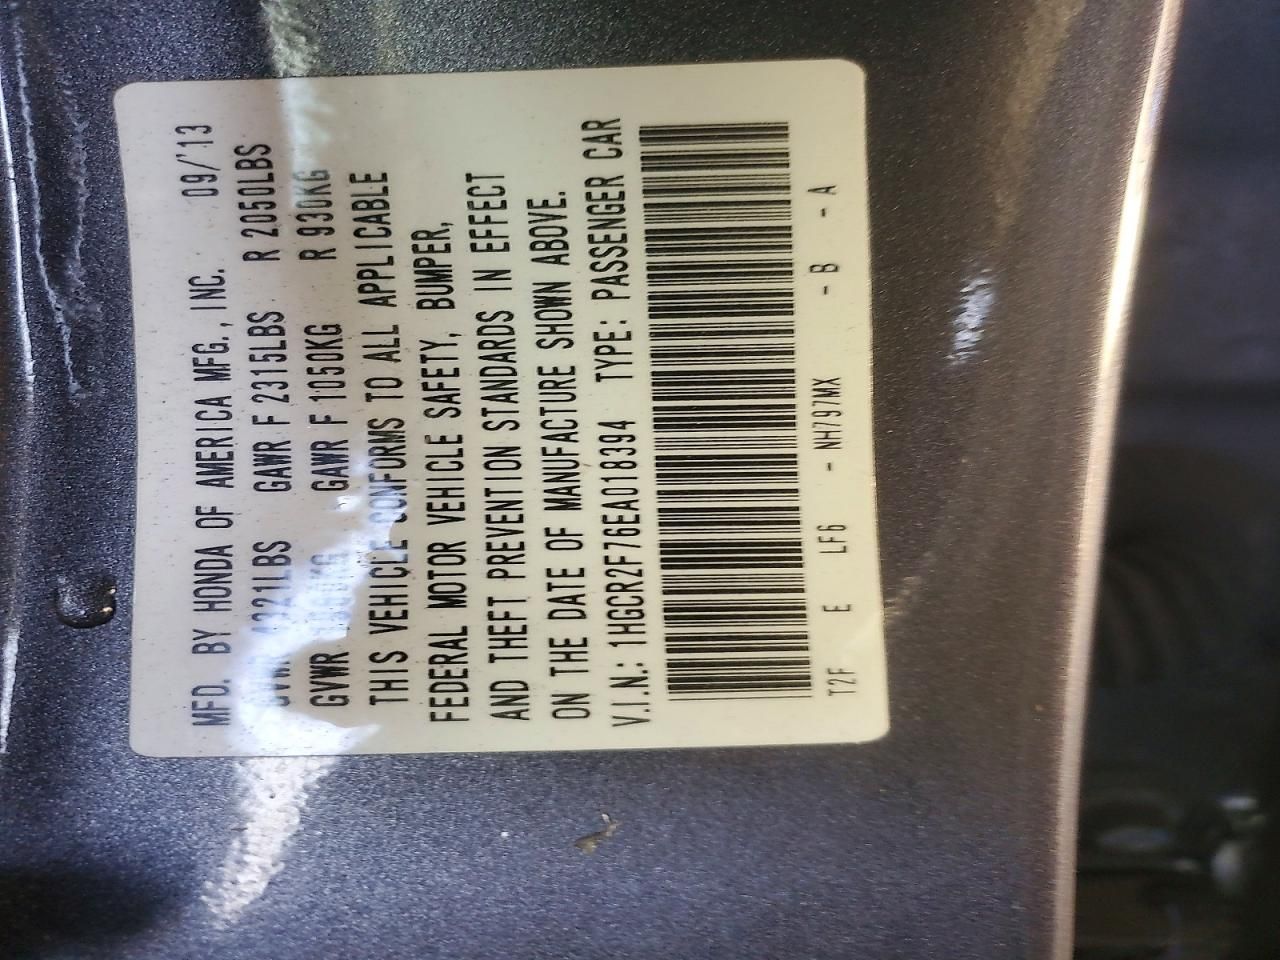 MFD. BY HONDA OF AMERICA MFG., INC. 09/'13
4321LBS GAWR F 2315LBS R 2050LBS
GVWR GAWR F 1050KG R 930KG
THIS VEHICLE CONFORMS TO ALL APPLICABLE
FEDERAL MOTOR VEHICLE SAFETY, BUMPER,
AND THEFT PREVENTION STANDARDS IN EFFECT
ON THE DATE OF MANUFACTURE SHOWN ABOVE.
V.I.N.: 1HGCR2F76EA018394 TYPE: PASSENGER CAR
T2F E LF6 - NH797MX - B - A